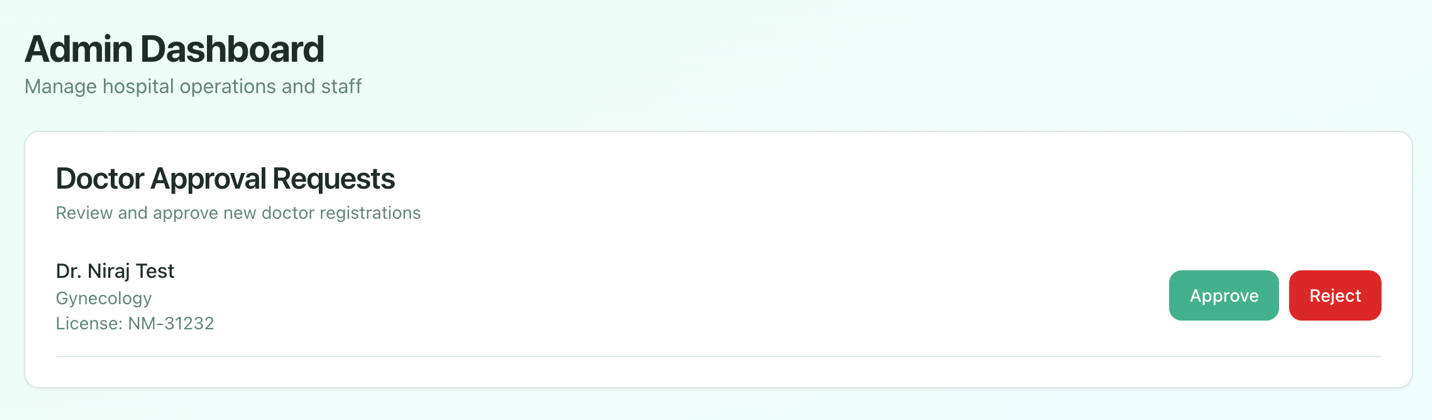 Admin Dashboard
Manage hospital operations and staff
Doctor Approval Requests
Review and approve new doctor registrations
Dr. Niraj Test
Gynecology
License: NM-31232
Approve
Reject